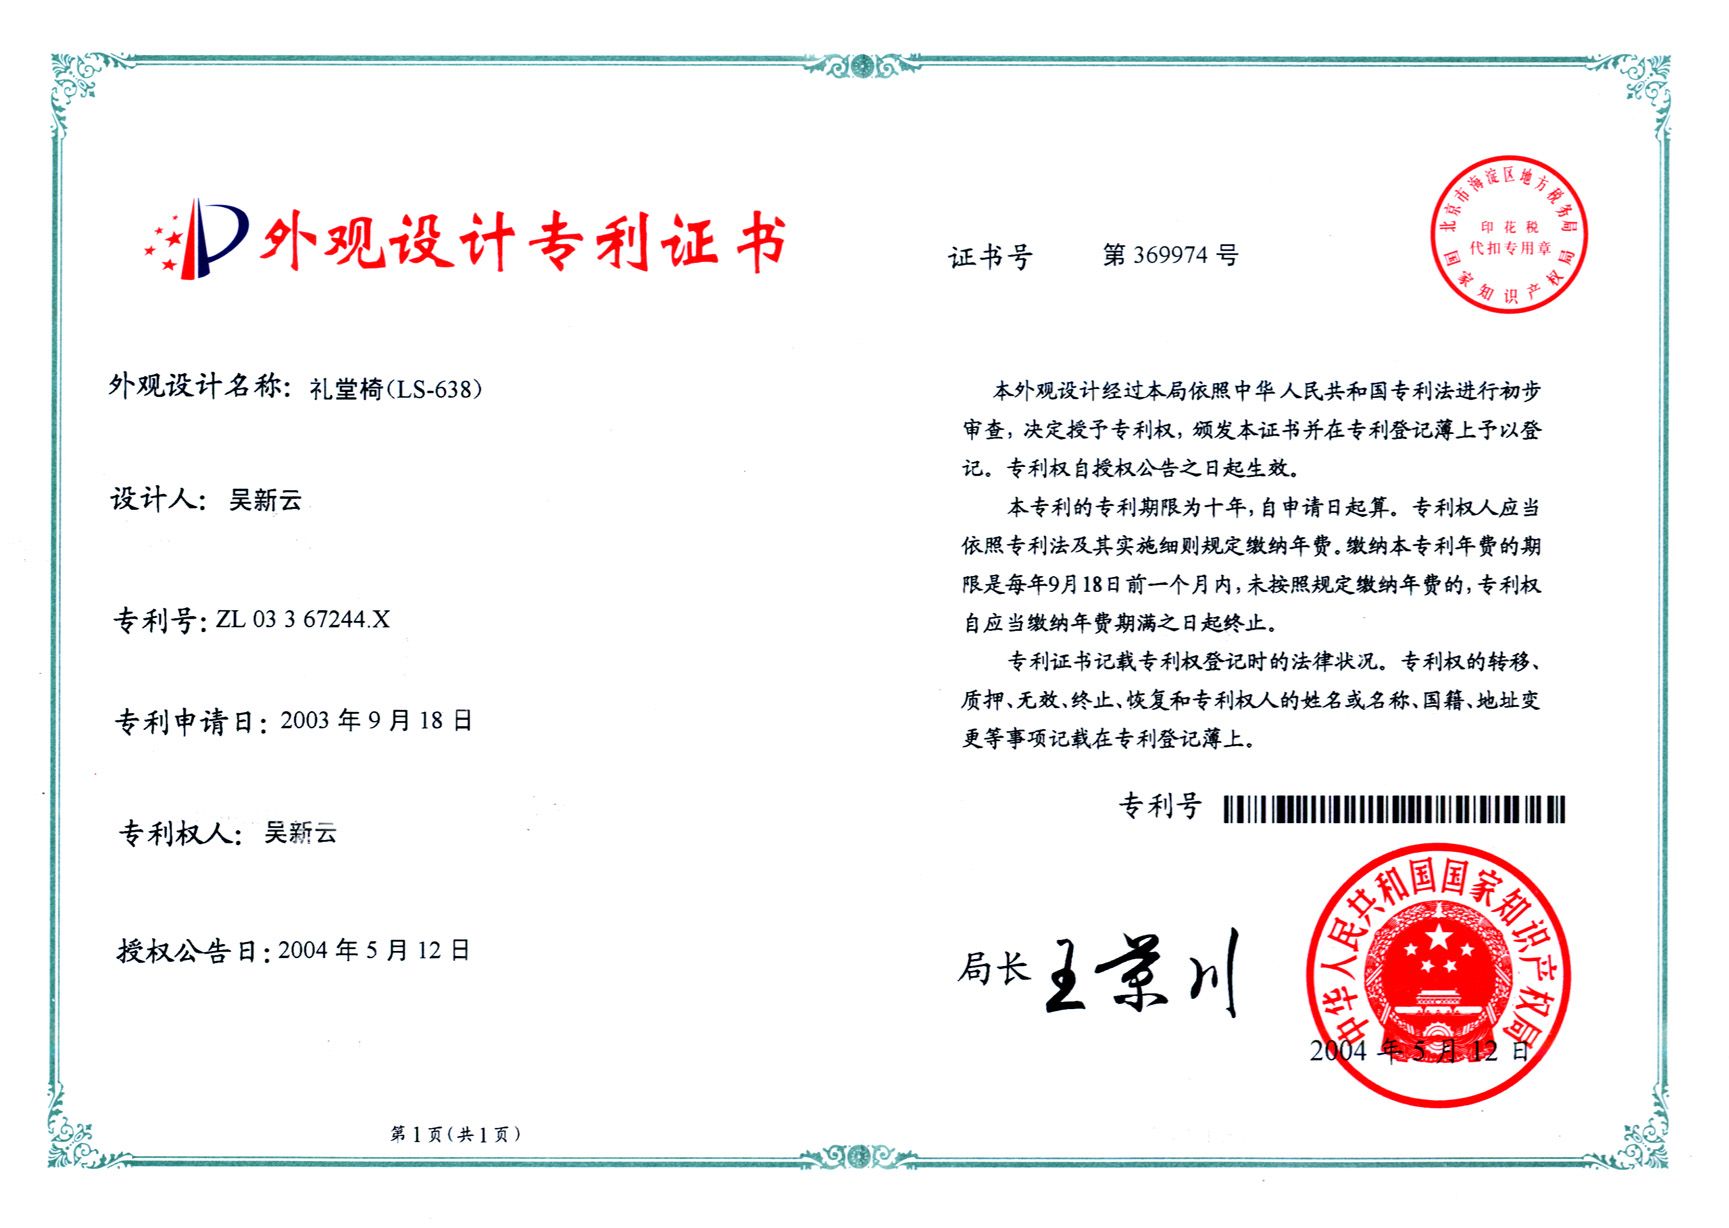 外观设计专利证书
证书号 第 369974 号
北京市海淀区地方税务局
印花税
代扣专用章
国家知识产权局
外观设计名称：礼堂椅(LS-638)
设计人：吴新云
专利号：ZL 03 3 67244.X
专利申请日：2003 年 9 月 18 日
专利权人：吴新云
授权公告日：2004 年 5 月 12 日
本外观设计经过本局依照中华人民共和国专利法进行初步
审查，决定授予专利权，颁发本证书并在专利登记薄上予以登
记。专利权自授权公告之日起生效。
本专利的专利期限为十年，自申请日起算。专利权人应当
依照专利法及其实施细则规定缴纳年费。缴纳本专利年费的期
限是每年9月18日前一个月内，未按照规定缴纳年费的，专利权
自应当缴纳年费期满之日起终止。
专利证书记载专利权登记时的法律状况。专利权的转移、
质押、无效、终止、恢复和专利权人的姓名或名称、国籍、地址变
更等事项记载在专利登记薄上。
专利号
局长 王景川
中华人民共和国国家知识产权局
2004 年 5 月 12 日
第1页(共1页)